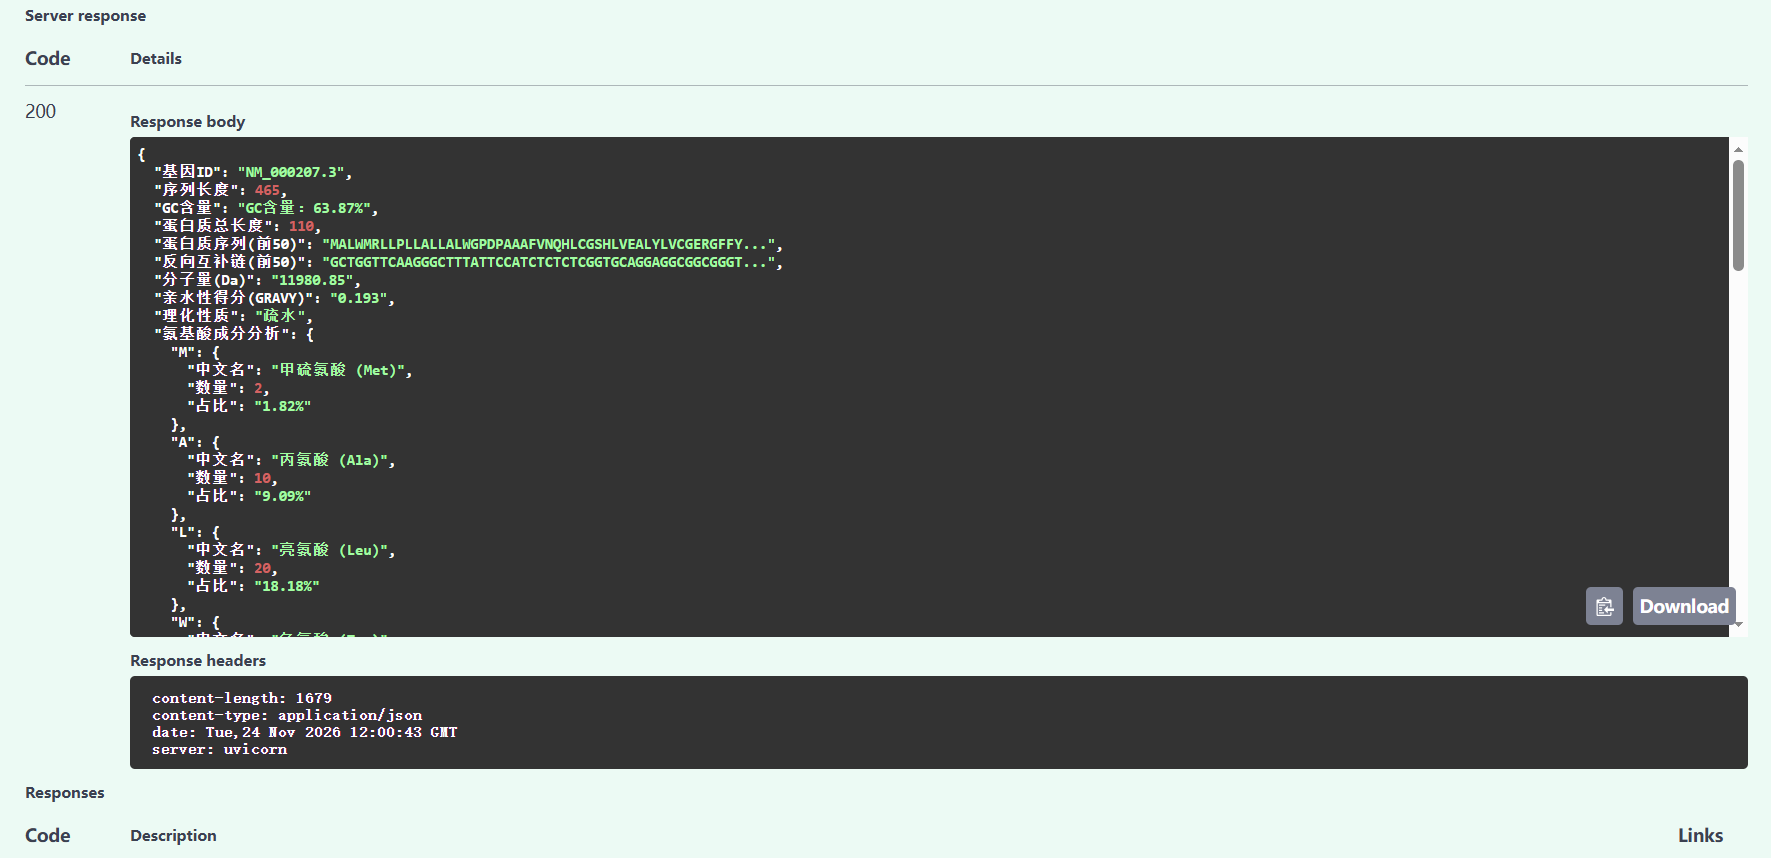 Server response
Code Details
200
Response body
{
"基因ID": "NM_000207.3",
"序列长度": 465,
"GC含量": "GC含量：63.87%",
"蛋白质总长度": 110,
"蛋白质序列(前50)": "MALWMRLLPLLALLALWGPDPAAAFVNQHLCGSHLVEALYLVCGERGFFY...",
"反向互补链(前50)": "GCTGGTTCAAGGGCTTTATTCCATCTCTCTCGGTGCAGGAGGCGGCGGGT...",
"分子量(Da)": "11980.85",
"亲水性得分(GRAVY)": "0.193",
"理化性质": "疏水",
"氨基酸成分分析": {
"M": {
"中文名": "甲硫氨酸 (Met)",
"数量": 2,
"占比": "1.82%"
},
"A": {
"中文名": "丙氨酸 (Ala)",
"数量": 10,
"占比": "9.09%"
},
"L": {
"中文名": "亮氨酸 (Leu)",
"数量": 20,
"占比": "18.18%"
},
"W": {
Download
Response headers
content-length: 1679
content-type: application/json
date: Tue,24 Nov 2026 12:00:43 GMT
server: uvicorn
Responses
Code Description Links